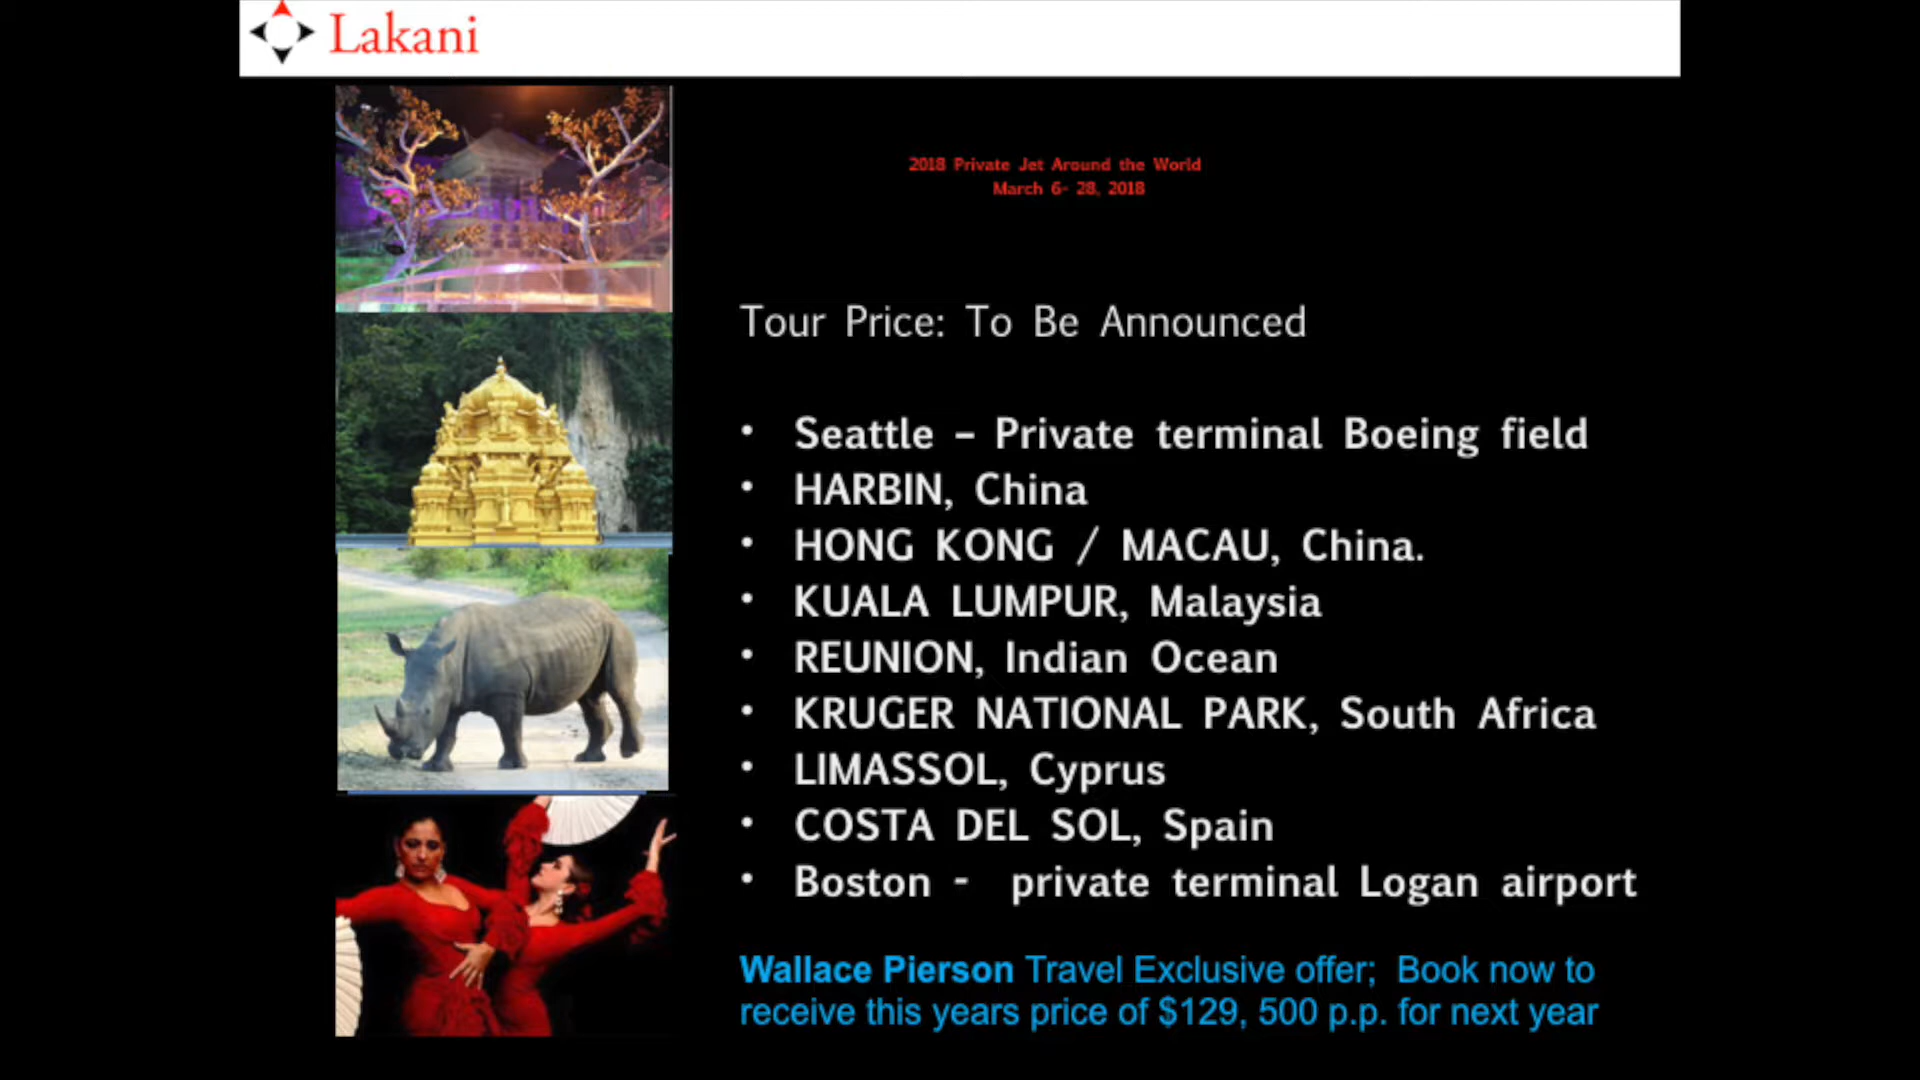 Lakani
2018 Private Jet Around the World
March 6- 28, 2018
Tour Price: To Be Announced
• Seattle – Private terminal Boeing field
• HARBIN, China
• HONG KONG / MACAU, China.
• KUALA LUMPUR, Malaysia
• REUNION, Indian Ocean
• KRUGER NATIONAL PARK, South Africa
• LIMASSOL, Cyprus
• COSTA DEL SOL, Spain
• Boston - private terminal Logan airport
Wallace Pierson Travel Exclusive offer; Book now to
receive this years price of $129, 500 p.p. for next year